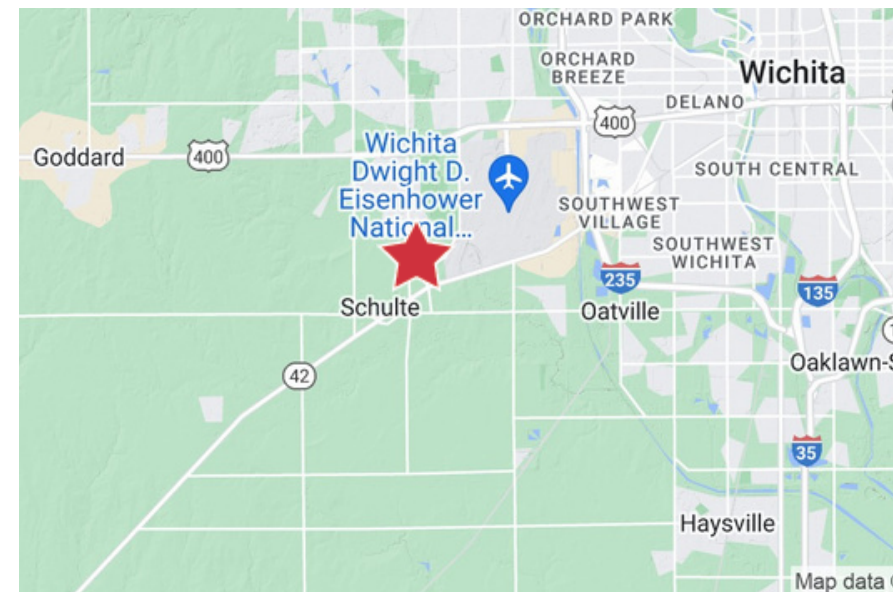 ORCHARD PARK
ORCHARD
BREEZE
Wichita
DELANO
400
Wichita
Dwight D.
Eisenhower
National...
Goddard
400
SOUTH CENTRAL
SOUTHWEST
VILLAGE
SOUTHWEST
WICHITA
235
135
Schulte
Oatville
Oaklawn-S
42
35
Haysville
Map data